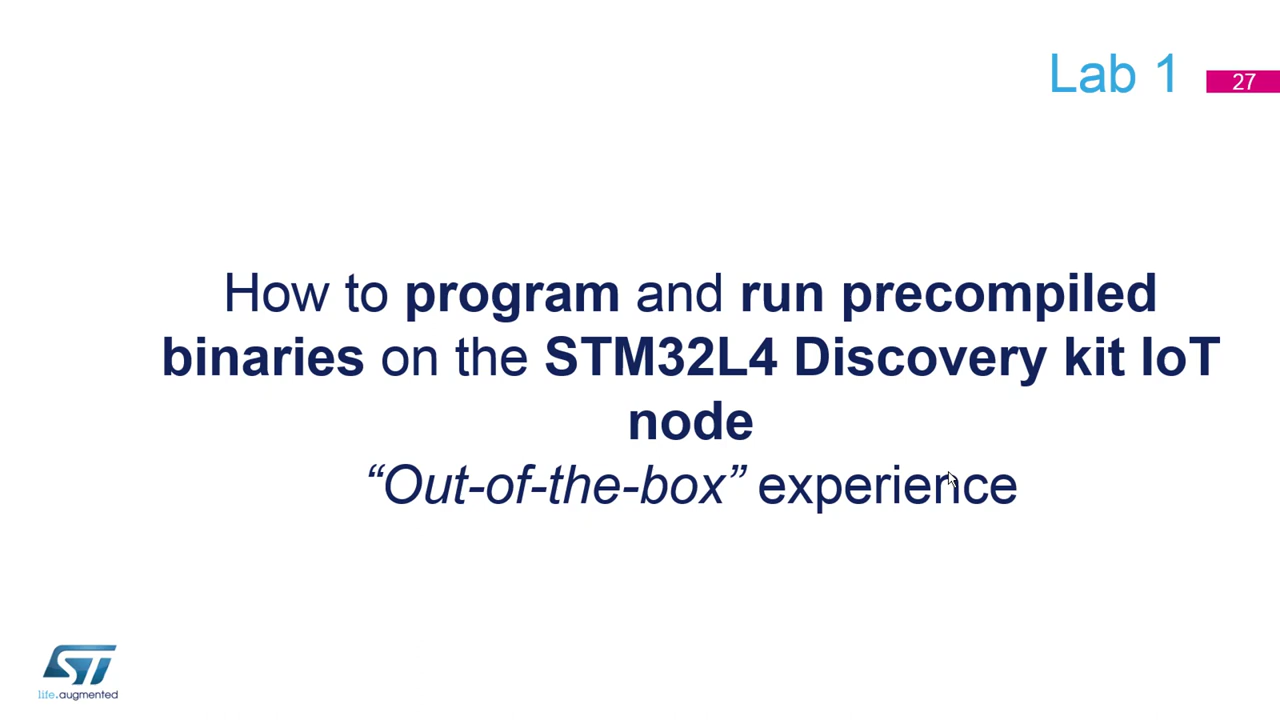 Lab 1
27
How to program and run precompiled
binaries on the STM32L4 Discovery kit IoT
node
“Out-of-the-box” experience
ST
life.augmented